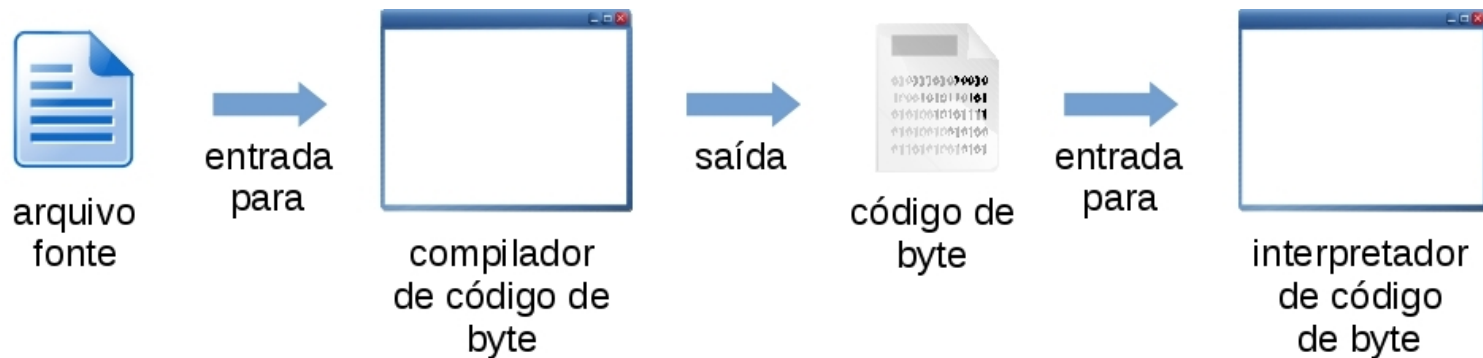 arquivo
fonte
entrada
para
compilador
de código de
byte
saída
código de
byte
entrada
para
interpretador
de código
de byte